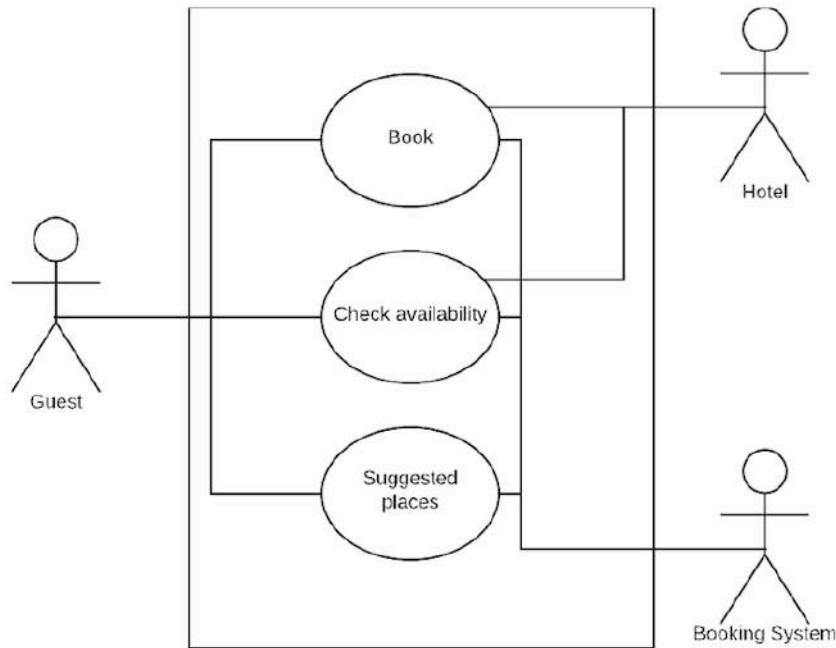 Book
Hotel
Check availability
Guest
Suggested
places
Booking System